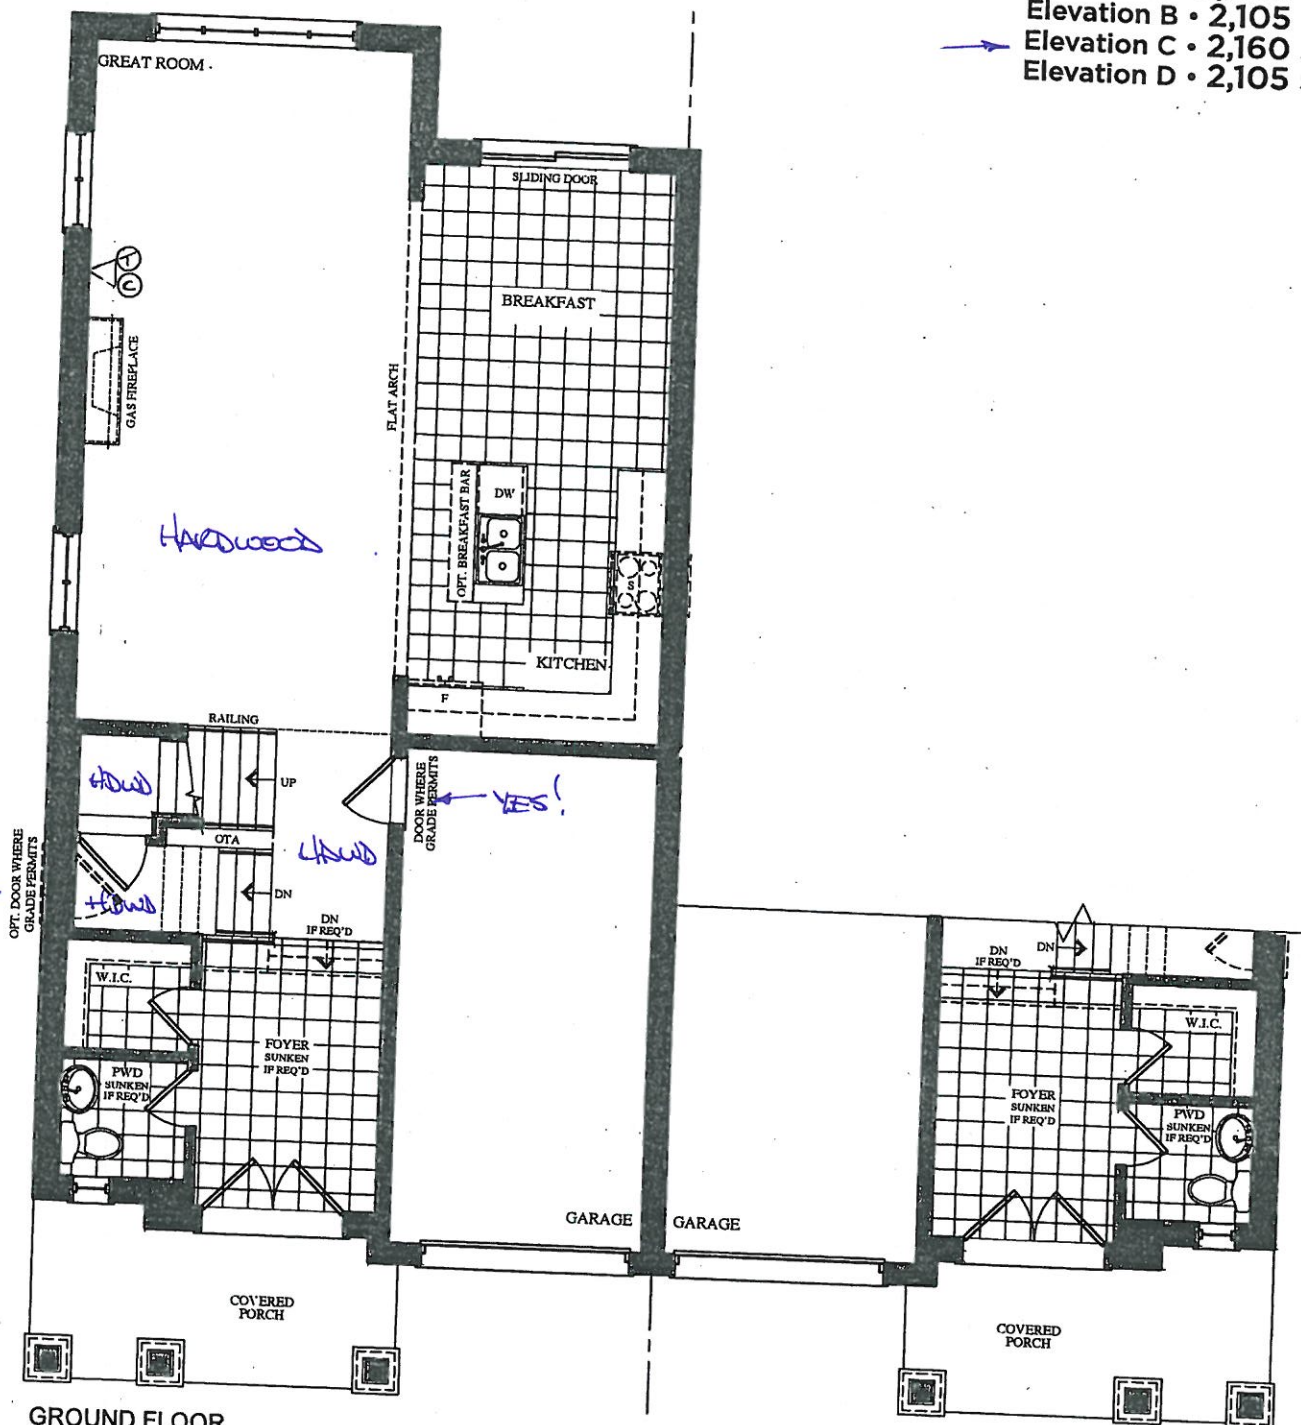 Elevation B • 2,105
Elevation C • 2,160
Elevation D • 2,105
GREAT ROOM
SLIDING DOOR
T
C
BREAKFAST
GAS FIREPLACE
FLAT ARCH
OPT. BREAKFAST BAR
DW
HARDWOOD
S
KITCHEN
F
RAILING
HDWD
UP
DOOR WHERE
GRADE PERMITS
YES!
OTA
HDWD
OPT. DOOR WHERE
GRADE PERMITS
HDWD
DN
DN
IF REQ'D
DN
IF REQ'D
DN
W.I.C.
W.I.C.
FOYER
SUNKEN
IF REQ'D
PWD
SUNKEN
IF REQ'D
FOYER
SUNKEN
IF REQ'D
PWD
SUNKEN
IF REQ'D
GARAGE
GARAGE
COVERED
PORCH
COVERED
PORCH
GROUND FLOOR